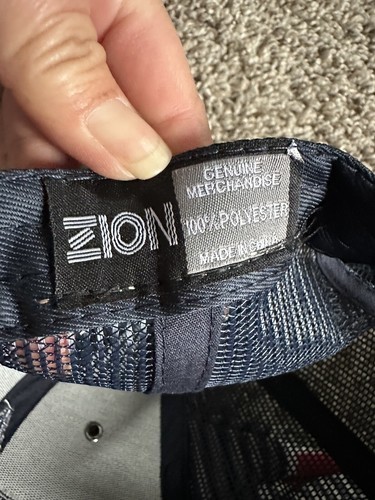 ZION
GENUINE
MERCHANDISE
100% POLYESTER
MADE IN